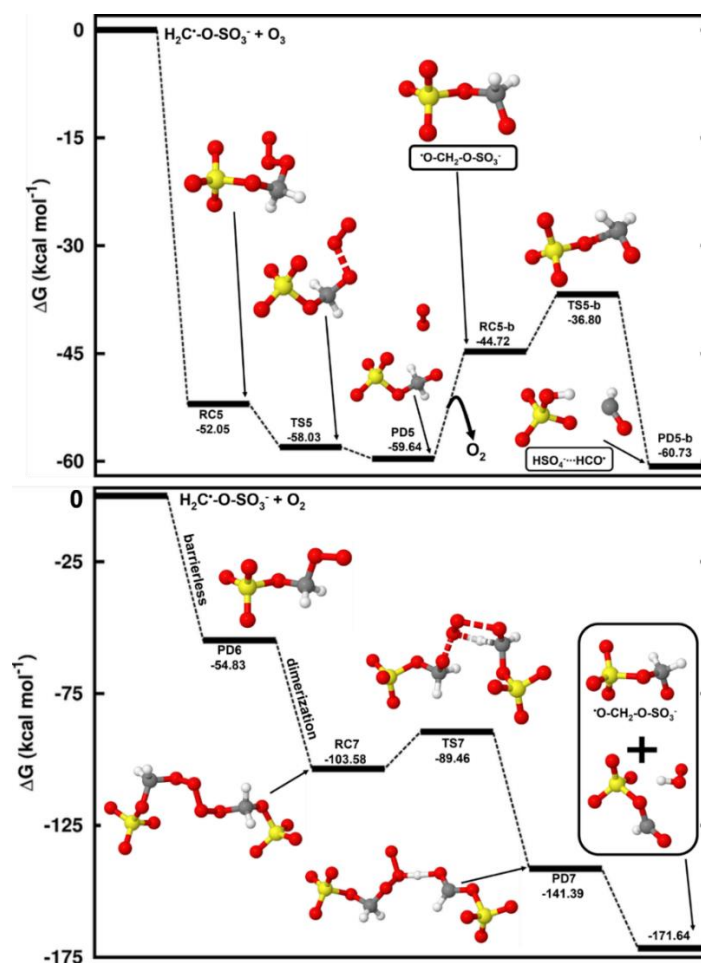 0
-15
-30
-45
-60
ΔG (kcal mol⁻¹)
H₂C•-O-SO₃⁻ + O₃
RC5
-52.05
TS5
-58.03
PD5
-59.64
O₂
•O-CH₂-O-SO₃⁻
RC5-b
-44.72
TS5-b
-36.80
HSO₄⁻···HCO•
PD5-b
-60.73
0
-25
-75
-125
-175
ΔG (kcal mol⁻¹)
H₂C•-O-SO₃⁻ + O₂
barrierless
PD6
-54.83
dimerization
RC7
-103.58
TS7
-89.46
PD7
-141.39
•O-CH₂-O-SO₃⁻
+
-171.64